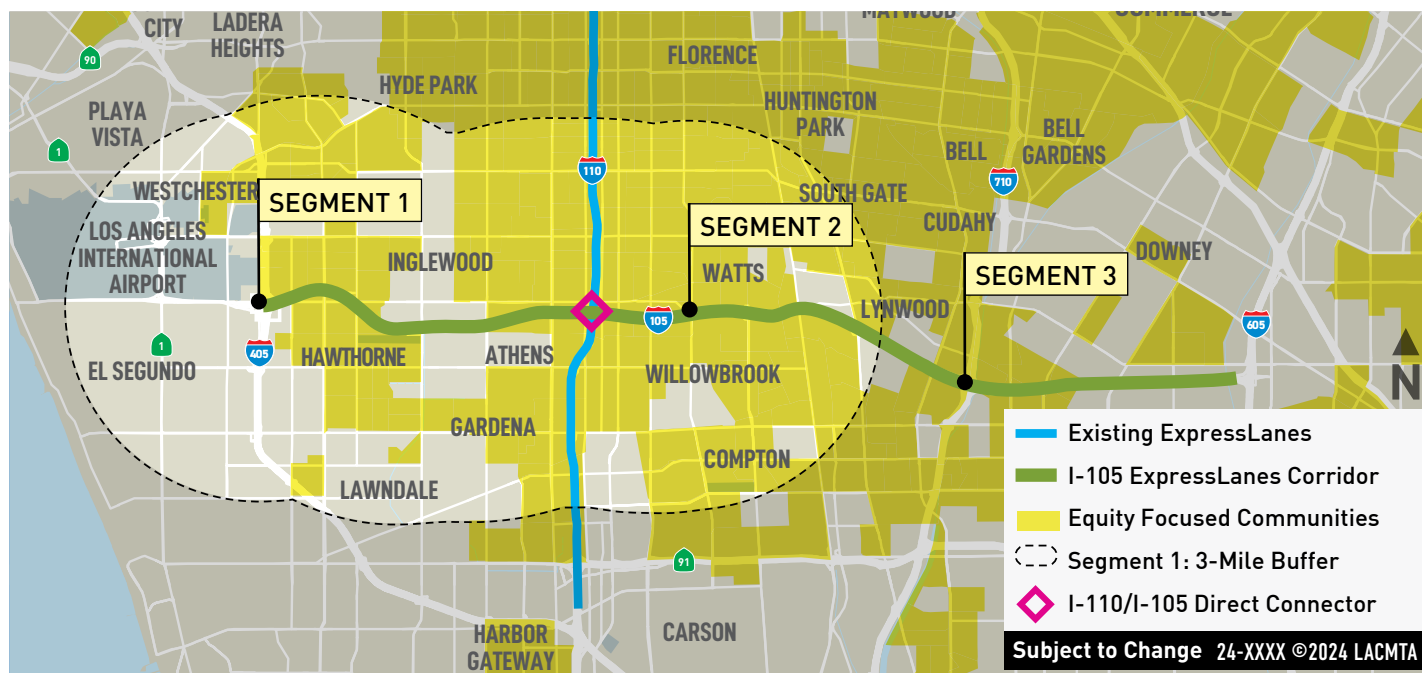 CITY
LADERA
HEIGHTS
MAYWOOD
COMMERCE
90
FLORENCE
HYDE PARK
HUNTINGTON
PARK
PLAYA
VISTA
1
BELL
GARDENS
BELL
110
710
WESTCHESTER
SEGMENT 1
SOUTH GATE
CUDAHY
SEGMENT 2
LOS ANGELES
INTERNATIONAL
AIRPORT
INGLEWOOD
WATTS
DOWNEY
SEGMENT 3
LYNWOOD
105
605
1
405
HAWTHORNE
ATHENS
EL SEGUNDO
WILLOWBROOK
N
GARDENA
COMPTON
LAWNDALE
91
HARBOR
GATEWAY
CARSON
Existing ExpressLanes
I-105 ExpressLanes Corridor
Equity Focused Communities
Segment 1: 3-Mile Buffer
I-110/I-105 Direct Connector
Subject to Change 24-XXXX ©2024 LACMTA